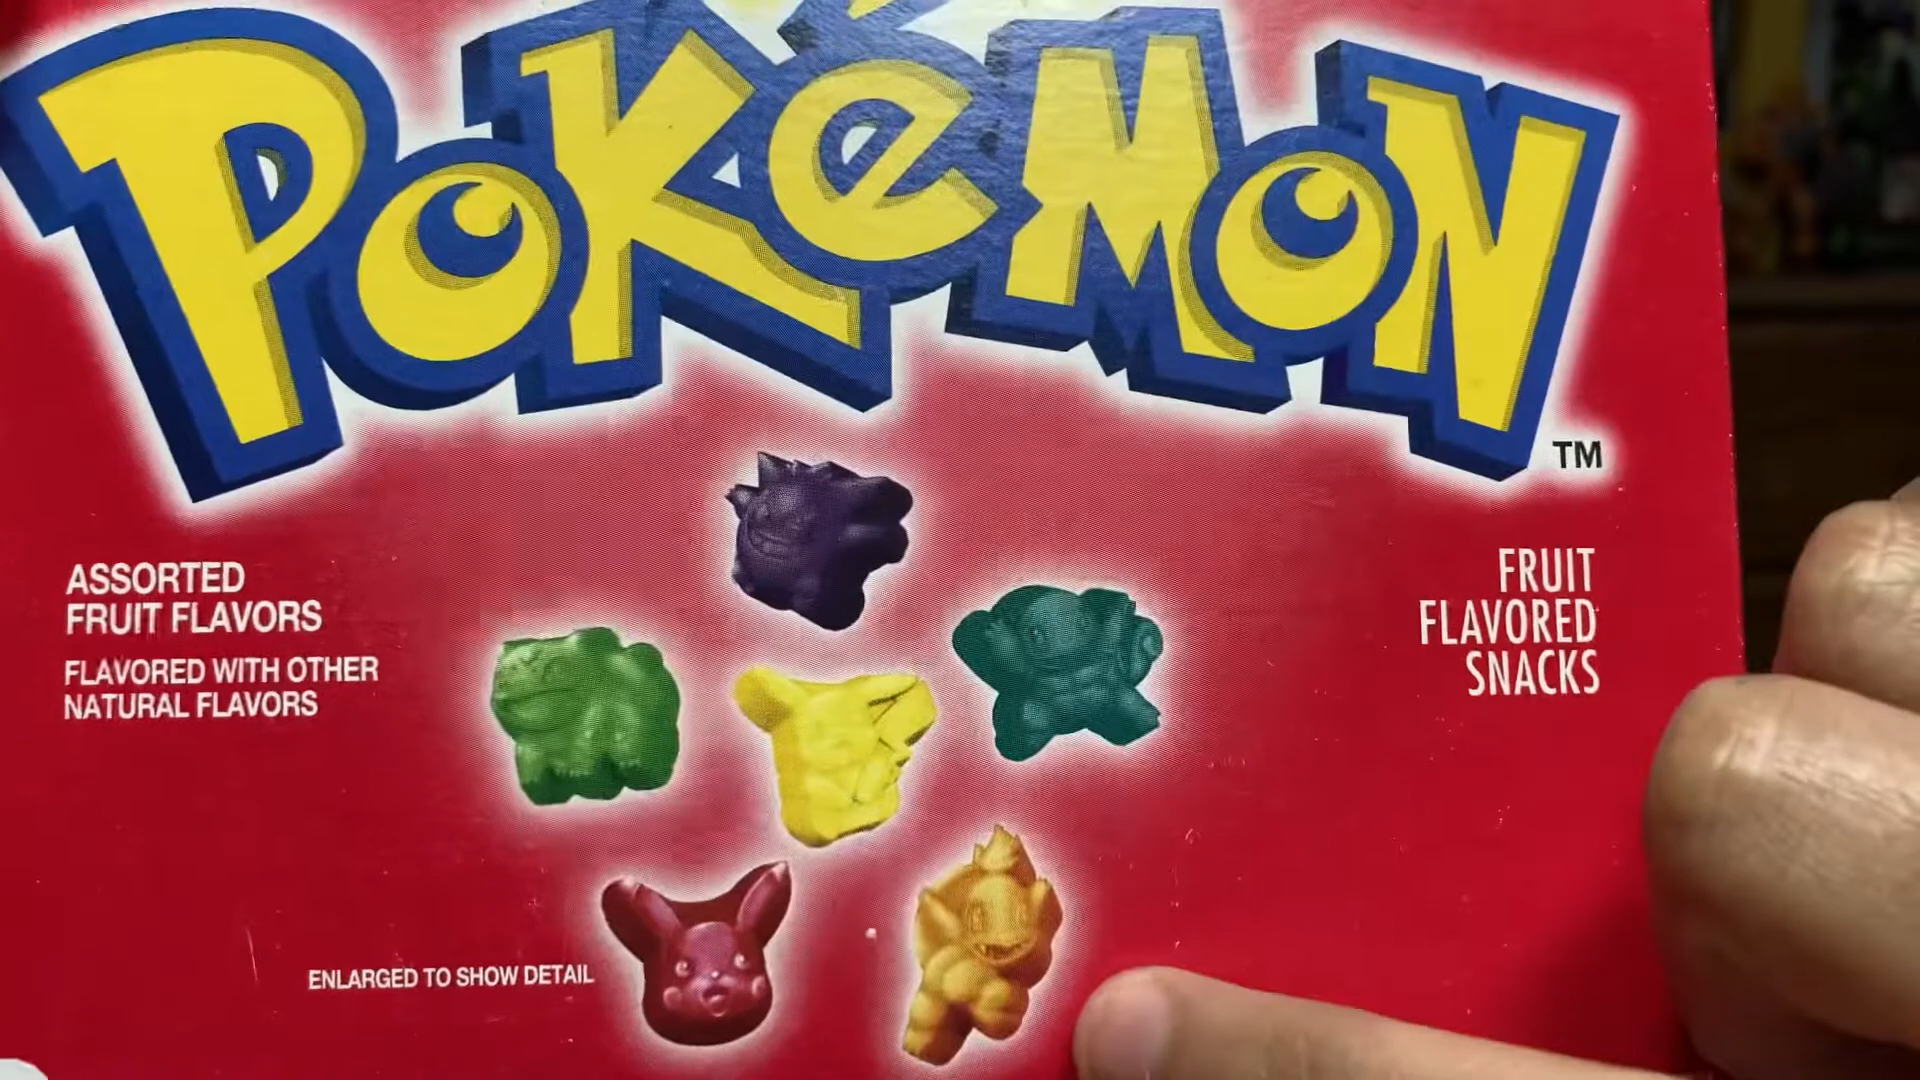 POKéMON
TM
ASSORTED
FRUIT FLAVORS
FLAVORED WITH OTHER
NATURAL FLAVORS
FRUIT
FLAVORED
SNACKS
ENLARGED TO SHOW DETAIL